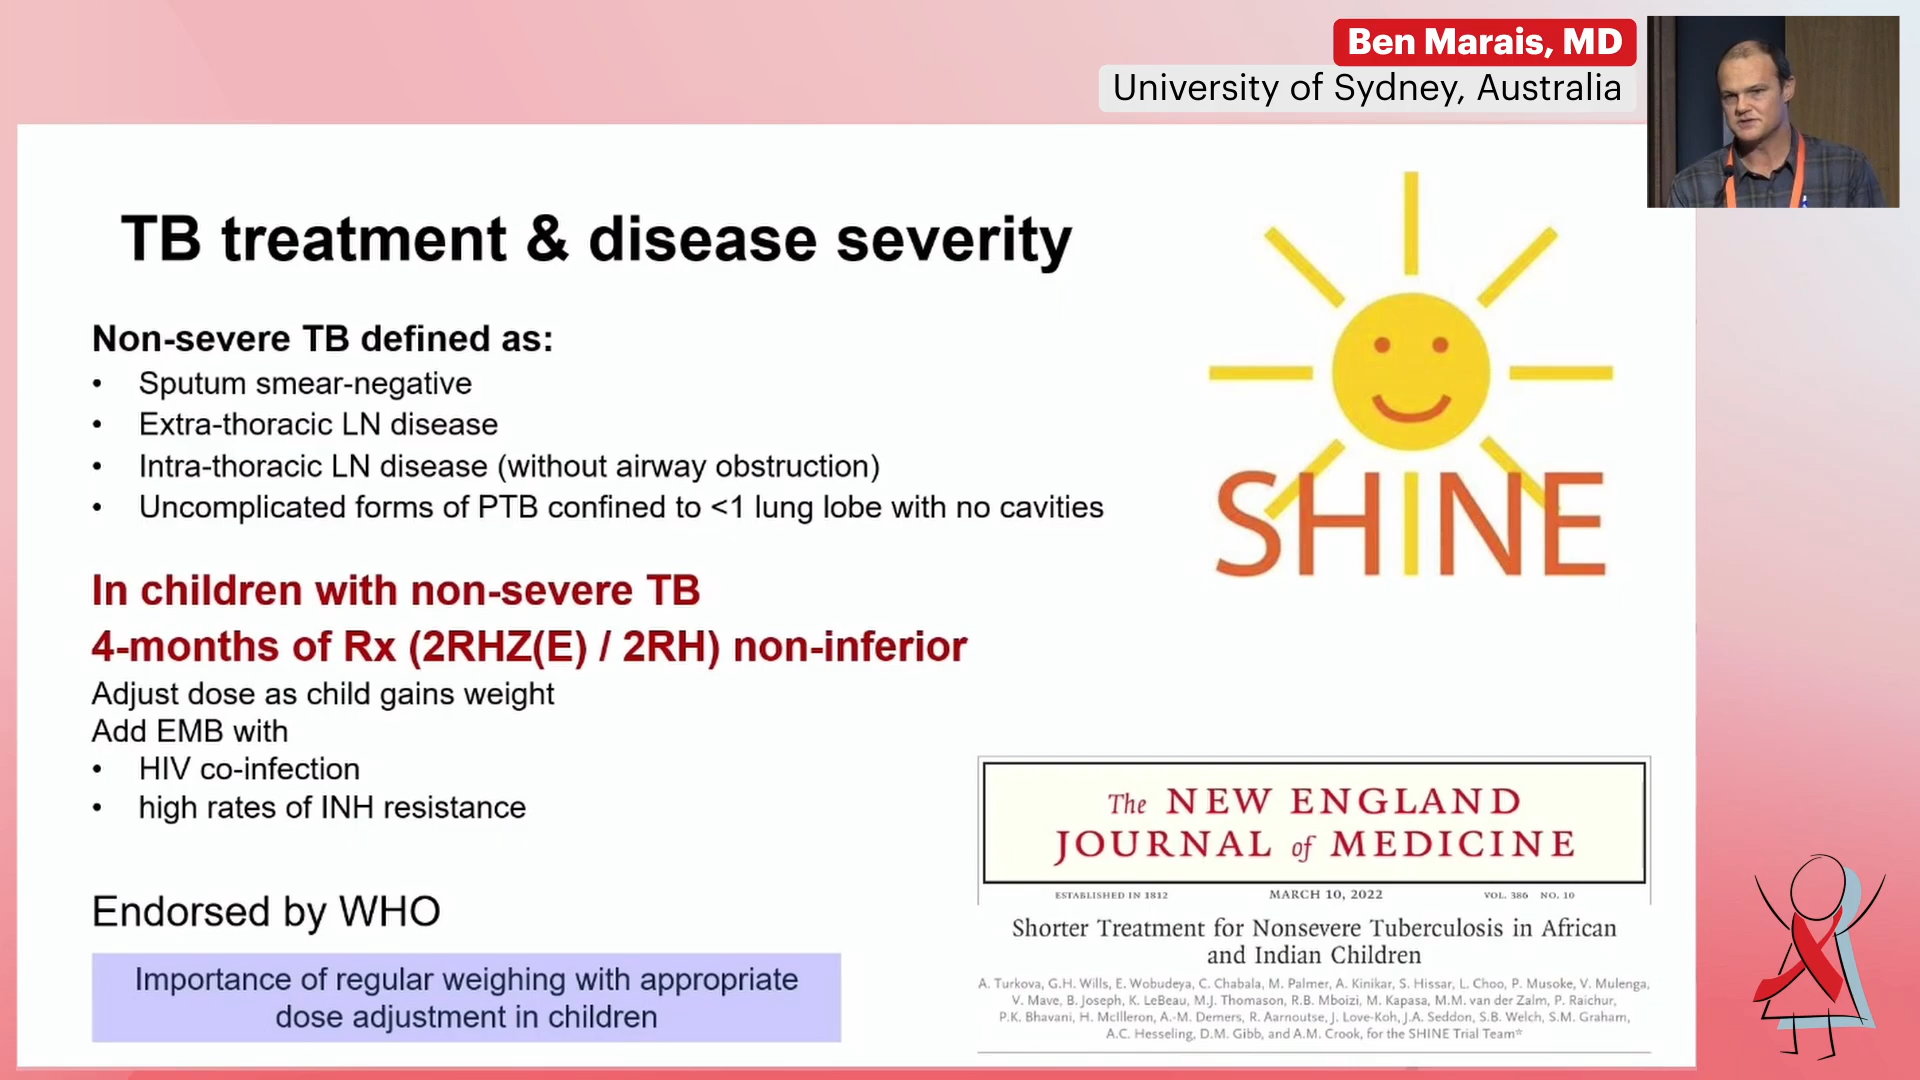 Ben Marais, MD
University of Sydney, Australia
TB treatment & disease severity
Non-severe TB defined as:
• Sputum smear-negative
• Extra-thoracic LN disease
• Intra-thoracic LN disease (without airway obstruction)
• Uncomplicated forms of PTB confined to <1 lung lobe with no cavities
SHINE
In children with non-severe TB
4-months of Rx (2RHZ(E) / 2RH) non-inferior
Adjust dose as child gains weight
Add EMB with
• HIV co-infection
• high rates of INH resistance
Endorsed by WHO
Importance of regular weighing with appropriate
dose adjustment in children
The NEW ENGLAND
JOURNAL of MEDICINE
ESTABLISHED IN 1812 MARCH 10, 2022 VOL. 386 NO. 10
Shorter Treatment for Nonsevere Tuberculosis in African
and Indian Children
A. Turkova, G.H. Wills, E. Wobudeya, C. Chabala, M. Palmer, A. Kinikar, S. Hissar, L. Choo, P. Musoke, V. Mulenga,
V. Mave, B. Joseph, K. LeBeau, M.J. Thomason, R.B. Mboizi, M. Kapasa, M.M. van der Zalm, P. Raichur,
P.K. Bhavani, H. McIlleron, A.-M. Demers, R. Aarnoutse, J. Love-Koh, J.A. Seddon, S.B. Welch, S.M. Graham,
A.C. Hesseling, D.M. Gibb, and A.M. Crook, for the SHINE Trial Team*